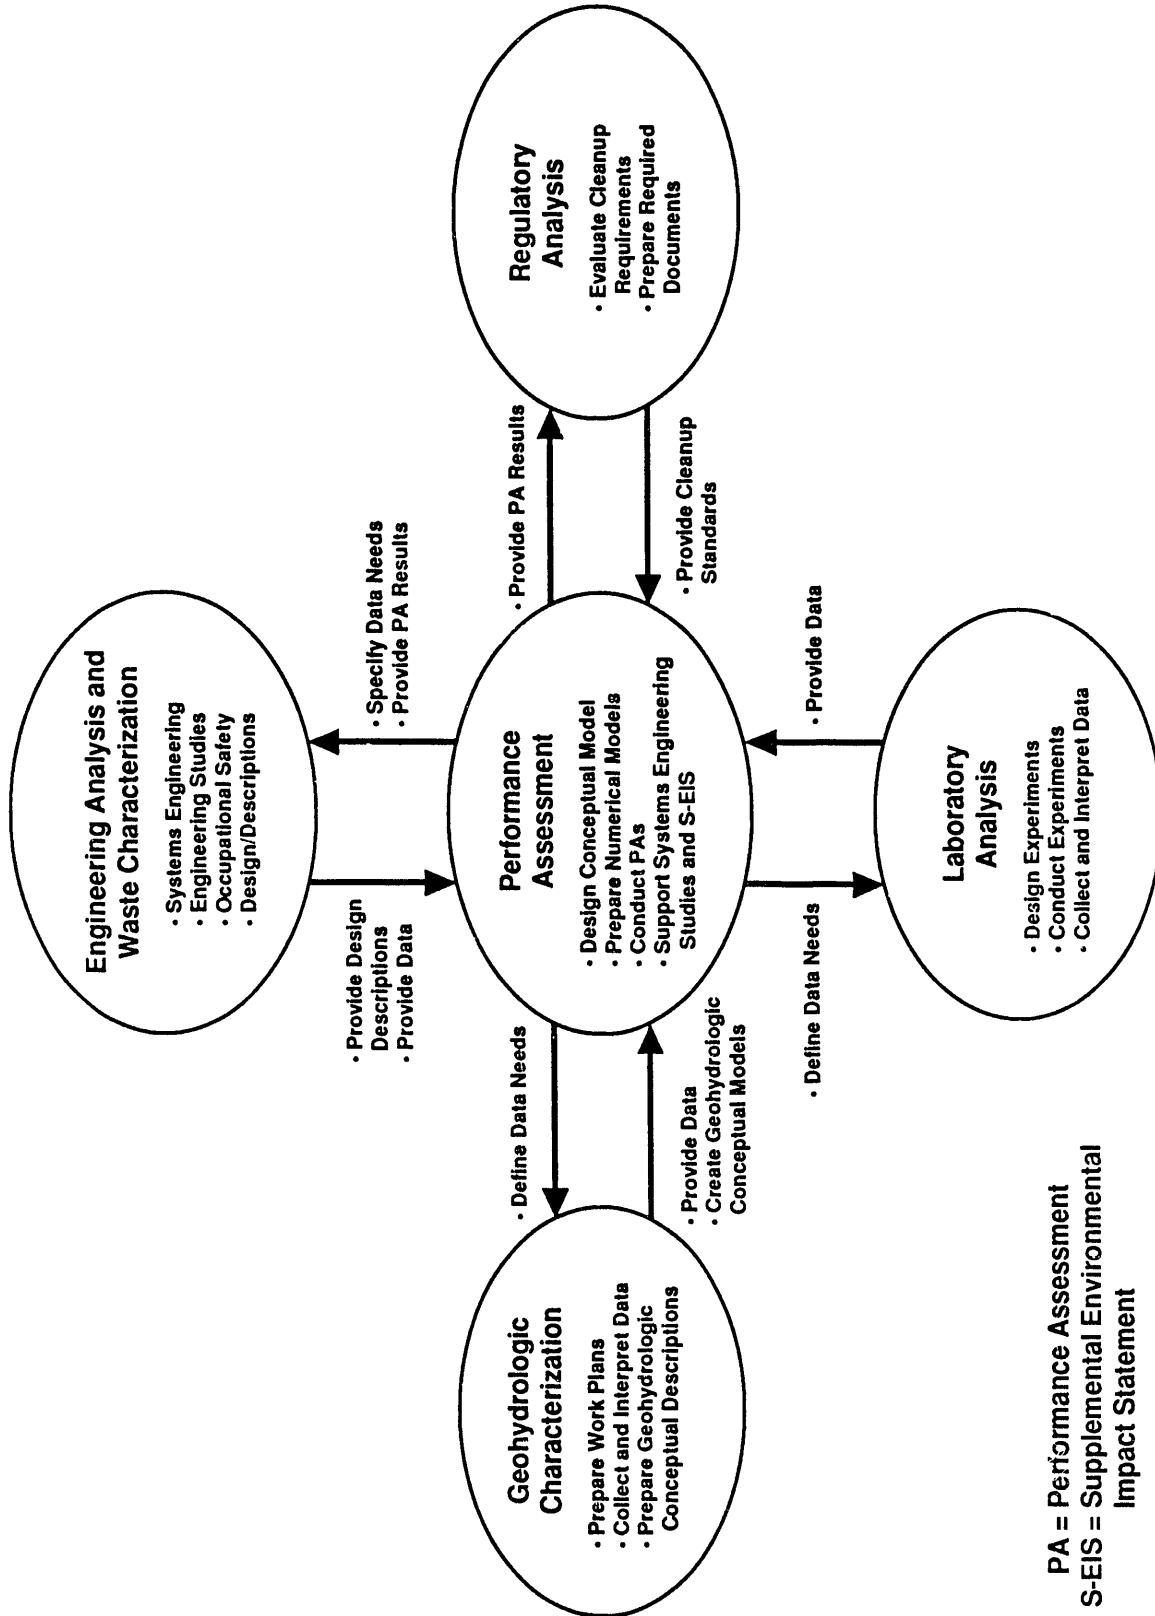 Engineering Analysis and
Waste Characterization
• Systems Engineering
• Engineering Studies
• Occupational Safety
• Design/Descriptions
• Provide Design
Descriptions
• Provide Data
• Specify Data Needs
• Provide PA Results
Geohydrologic
Characterization
• Prepare Work Plans
• Collect and Interpret Data
• Prepare Geohydrologic
Conceptual Descriptions
• Define Data Needs
• Provide Data
• Create Geohydrologic
Conceptual Models
Performance
Assessment
• Design Conceptual Model
• Prepare Numerical Models
• Conduct PAs
• Support Systems Engineering
Studies and S-EIS
• Provide PA Results
• Provide Cleanup
Standards
Regulatory
Analysis
• Evaluate Cleanup
Requirements
• Prepare Required
Documents
• Define Data Needs
• Provide Data
Laboratory
Analysis
• Design Experiments
• Conduct Experiments
• Collect and Interpret Data
PA = Performance Assessment
S-EIS = Supplemental Environmental
Impact Statement